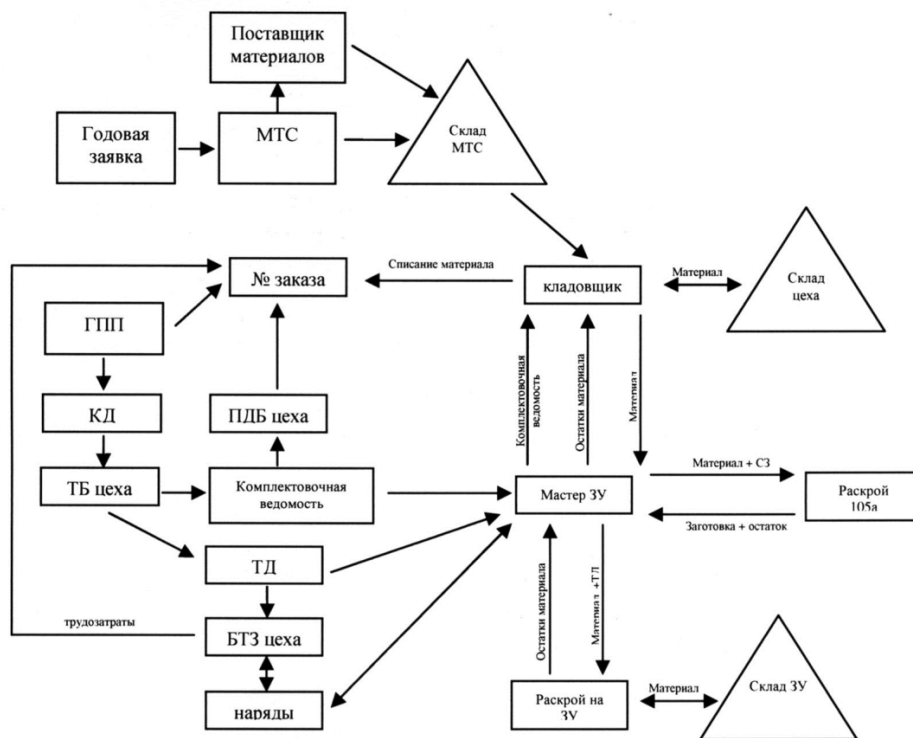 Поставщик
материалов
Годовая
заявка
МТС
Склад
МТС
№ заказа
Списание материала
кладовщик
Материал
Склад
цеха
ГПП
Комплектовочная
ведомость
Остатки материала
Материал
КД
ПДБ цеха
ТБ цеха
Комплектовочная
ведомость
Мастер ЗУ
Материал + СЗ
Раскрой
105а
Заготовка + остаток
ТД
Остатки материала
Материал +ТД
трудозатраты
БТЗ цеха
наряды
Раскрой на
ЗУ
Материал
Склад ЗУ